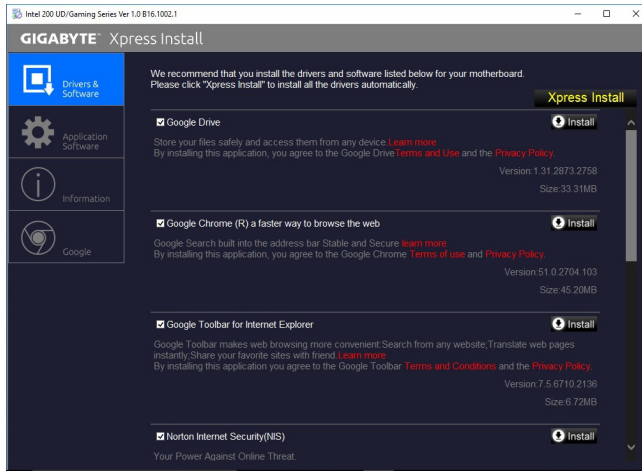 Intel 200 UD/Gaming Series Ver 1.0 B16.1002.1
GIGABYTE™ Xpress Install
Drivers &
Software
Application
Software
Information
Google
We recommend that you install the drivers and software listed below for your motherboard.
Please click "Xpress Install" to install all the drivers automatically.
Xpress Install
Google Drive
Install
Store your files safely and access them from any device.Learn more
By installing this application, you agree to the Google DriveTerms and Use and the Privacy Policy.
Version:1.31.2873.2758
Size:33.31MB
Google Chrome (R) a faster way to browse the web
Install
Google Search built into the address bar Stable and Secure learn more
By installing this application, you agree to the Google Chrome Terms of use and Privacy Policy.
Version:51.0.2704.103
Size:45.20MB
Google Toolbar for Internet Explorer
Install
Google Toolbar makes web browsing more convenient:Search from any website;Translate web pages
instantly;Share your favorite sites with friend.Learn more
By installing this application you agree to the Google Toolbar Terms and Conditions and the Privacy Policy.
Version:7.5.6710.2136
Size:6.72MB
Norton Internet Security(NIS)
Install
Your Power Against Online Threat.